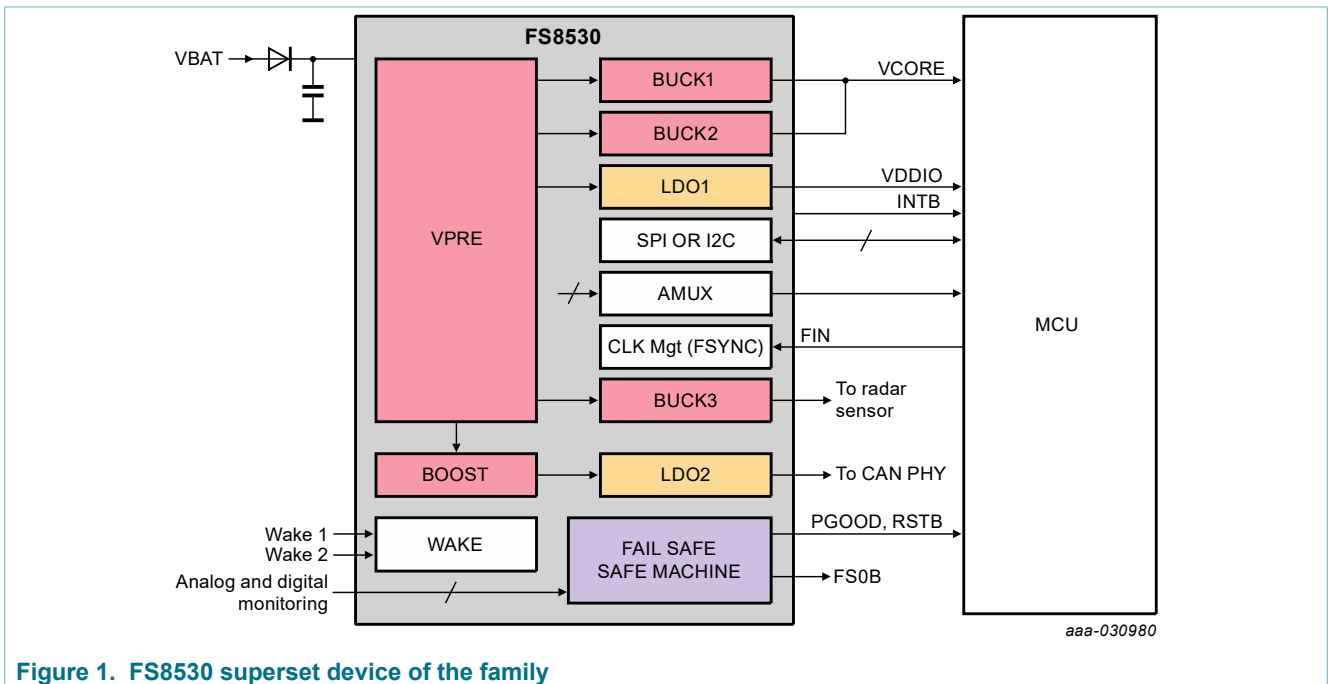 FS8530
VBAT
VPRE
BUCK1
VCORE
BUCK2
LDO1
VDDIO
INTB
SPI OR I2C
AMUX
MCU
CLK Mgt (FSYNC)
FIN
BUCK3
To radar
sensor
BOOST
LDO2
To CAN PHY
Wake 1
Wake 2
WAKE
FAIL SAFE
SAFE MACHINE
PGOOD, RSTB
FS0B
Analog and digital
monitoring
aaa-030980
Figure 1. FS8530 superset device of the family